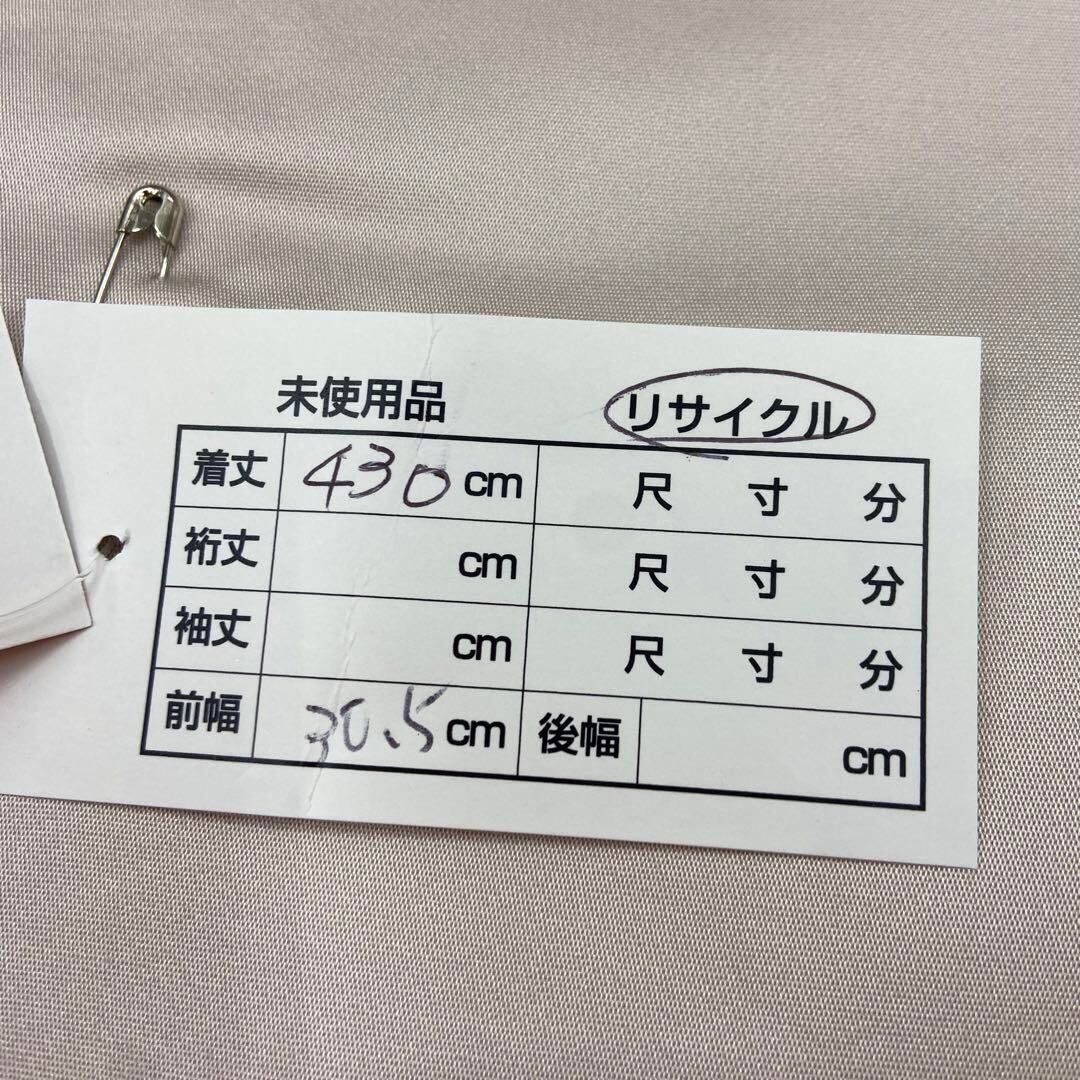 未使用品 リサイクル
着丈 430 cm 尺 寸 分
裄丈 cm 尺 寸 分
袖丈 cm 尺 寸 分
前幅 30.5 cm 後幅 cm